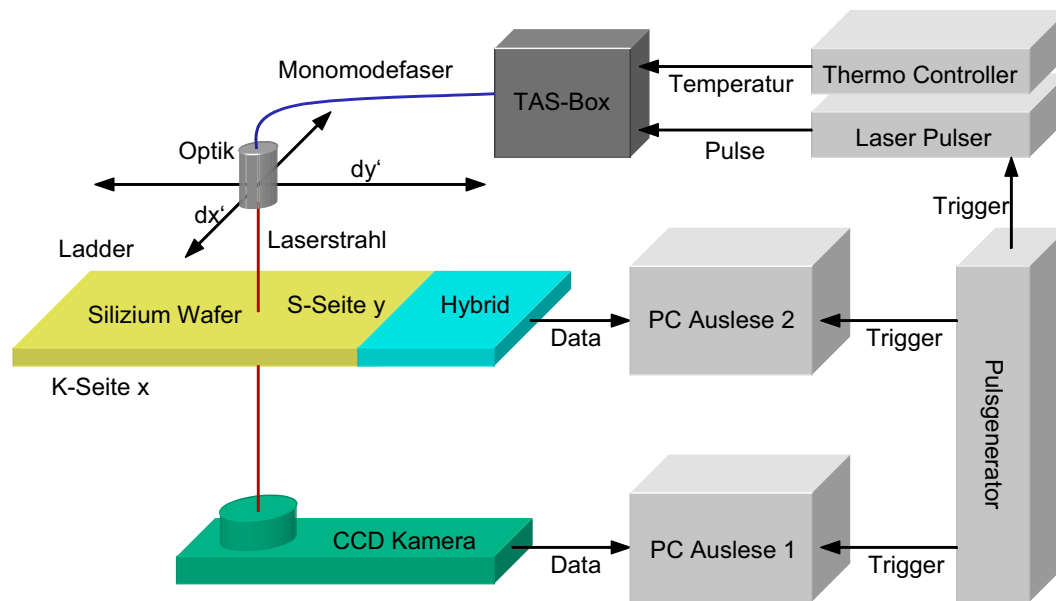 Monomodefaser
TAS-Box
Temperatur
Thermo Controller
Pulse
Laser Pulser
Optik
dy‘
dx‘
Trigger
Ladder
Laserstrahl
Silizium Wafer
S-Seite y
Hybrid
Data
PC Auslese 2
Trigger
K-Seite x
Pulsgenerator
CCD Kamera
Data
PC Auslese 1
Trigger